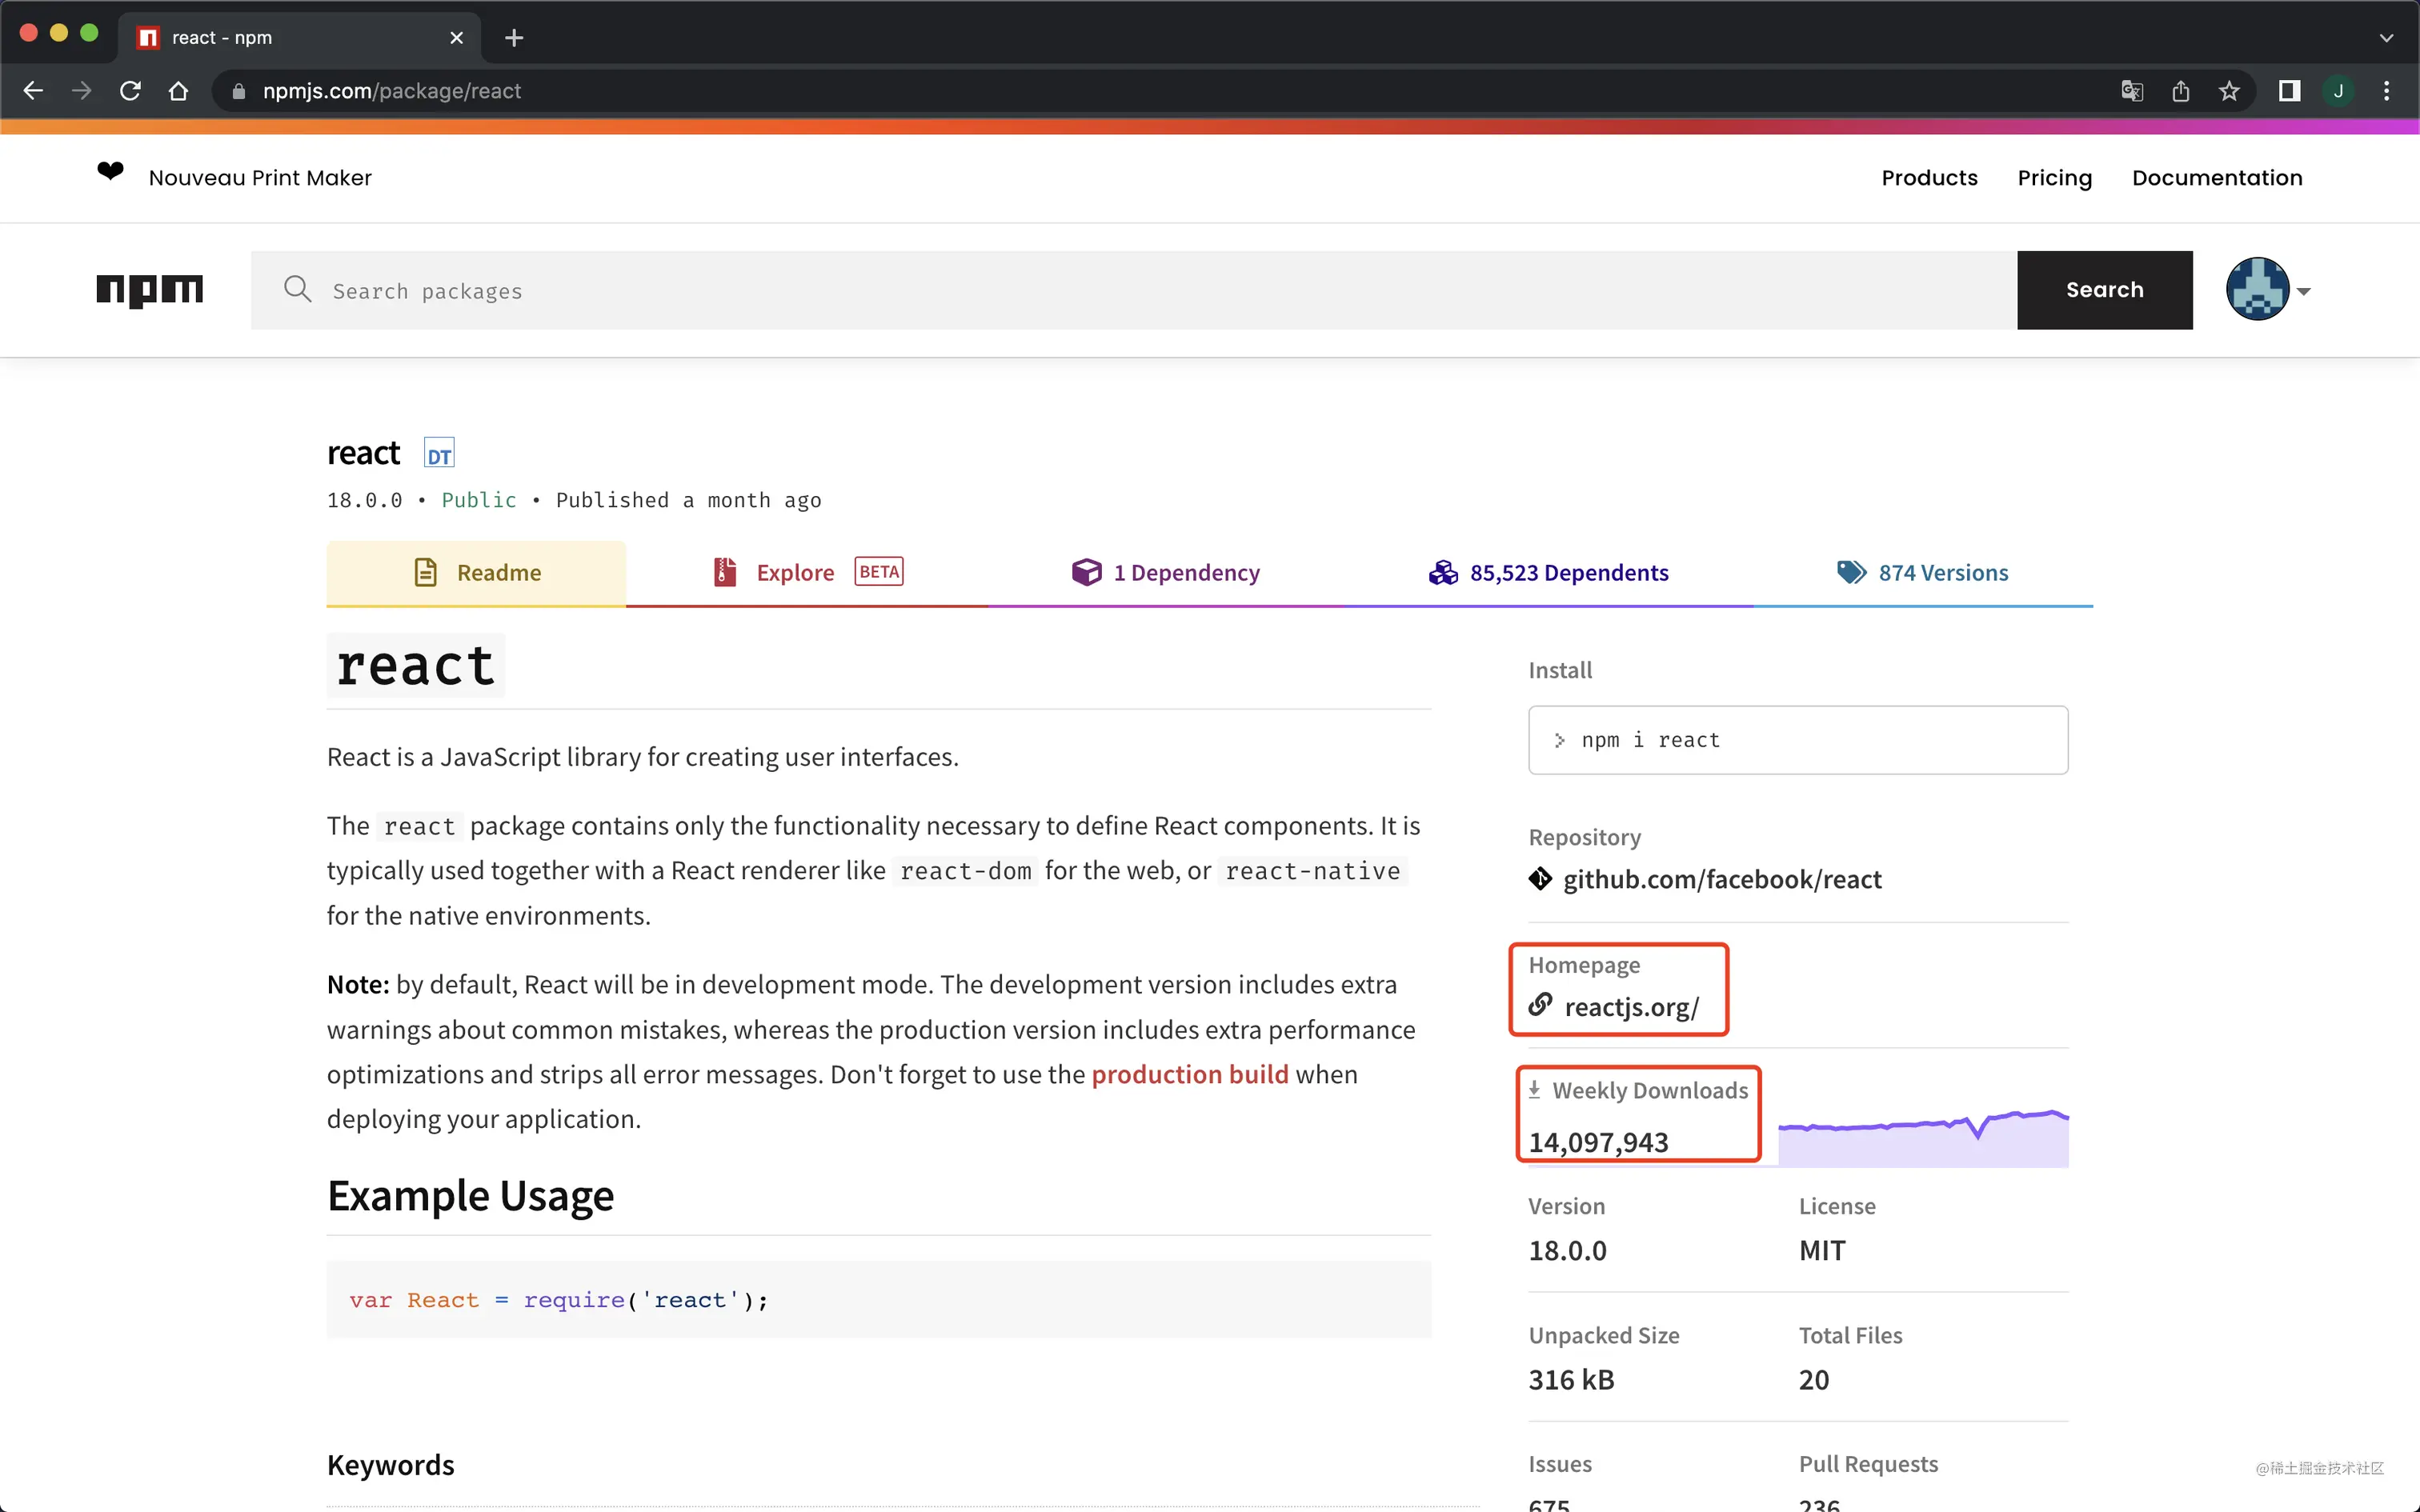 react - npm
npmjs.com/package/react
J
❤ Nouveau Print Maker
Products Pricing Documentation
npm
Search packages
Search
react DT
18.0.0 • Public • Published a month ago
Readme
Explore BETA
1 Dependency
85,523 Dependents
874 Versions
react
React is a JavaScript library for creating user interfaces.
The react package contains only the functionality necessary to define React components. It is
typically used together with a React renderer like react-dom for the web, or react-native
for the native environments.
Note: by default, React will be in development mode. The development version includes extra
warnings about common mistakes, whereas the production version includes extra performance
optimizations and strips all error messages. Don't forget to use the production build when
deploying your application.
Example Usage
var React = require('react');
Keywords
Install
> npm i react
Repository
github.com/facebook/react
Homepage
reactjs.org/
Weekly Downloads
14,097,943
Version License
18.0.0 MIT
Unpacked Size Total Files
316 kB 20
Issues Pull Requests
675 236
@稀土掘金技术社区